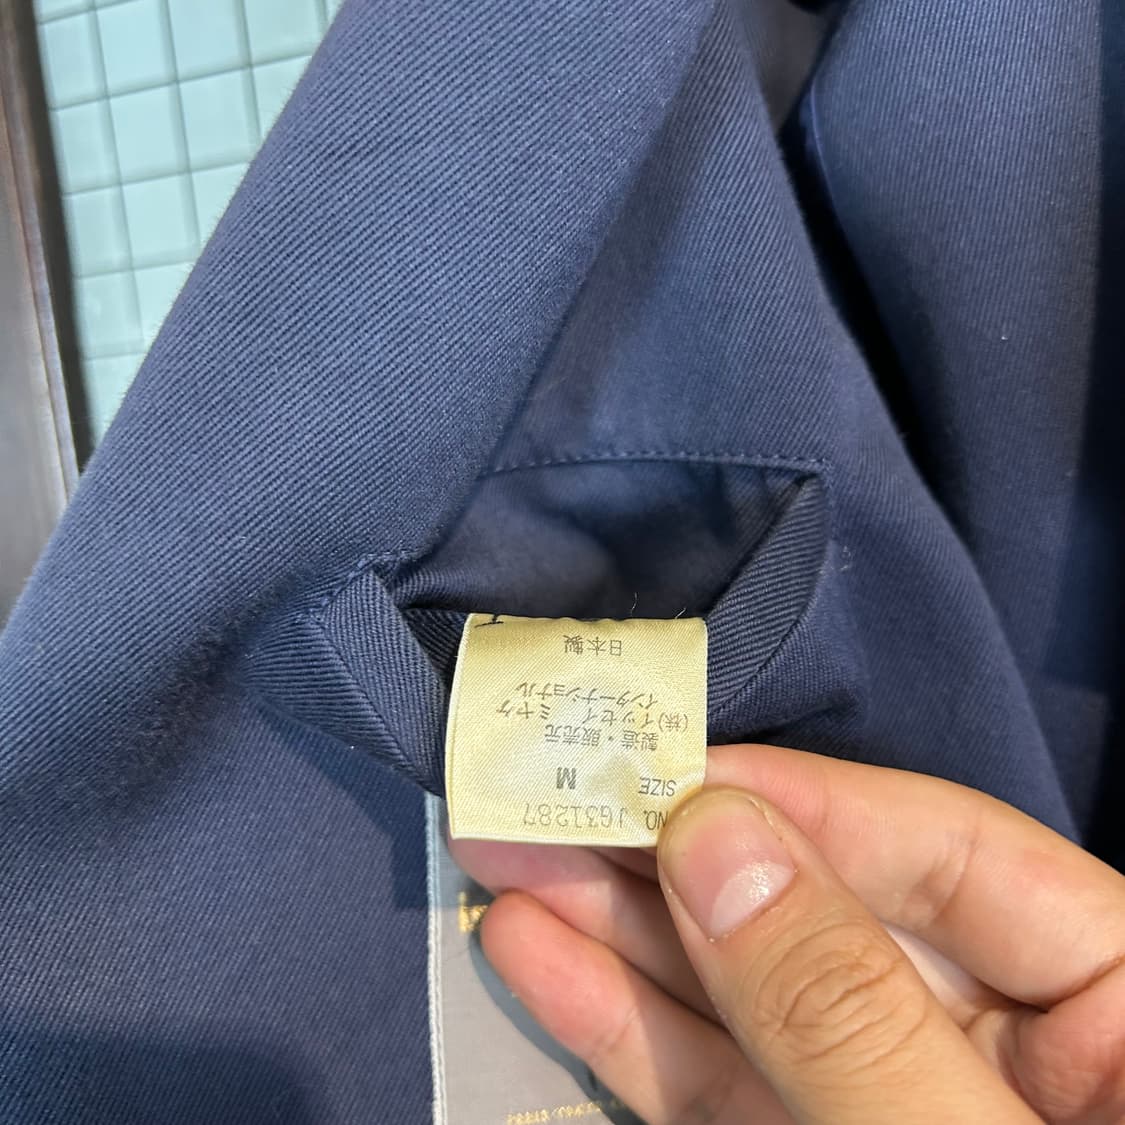 NO. JG31287
SIZE M
製造・販売元
(株)イッセイ ミヤケ
インターナショナル
日本製